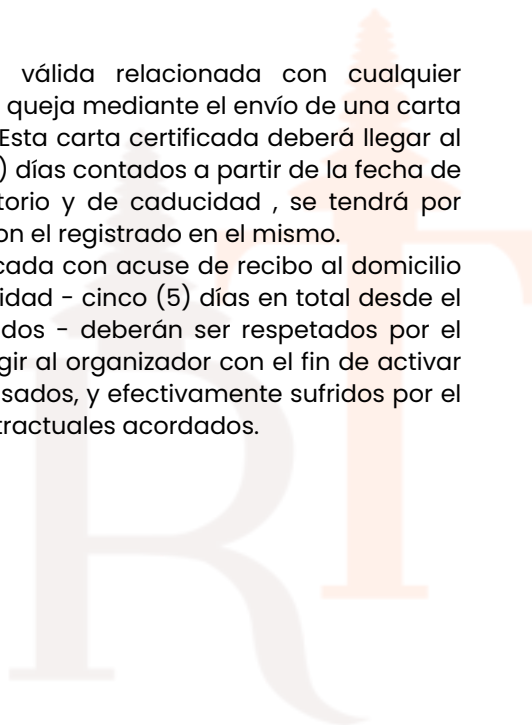 válida relacionada con cualquier
queja mediante el envío de una carta
Esta carta certificada deberá llegar al
) días contados a partir de la fecha de
torio y de caducidad , se tendrá por
on el registrado en el mismo.
cada con acuse de recibo al domicilio
idad - cinco (5) días en total desde el
dos - deberán ser respetados por el
gir al organizador con el fin de activar
sados, y efectivamente sufridos por el
tractuales acordados.